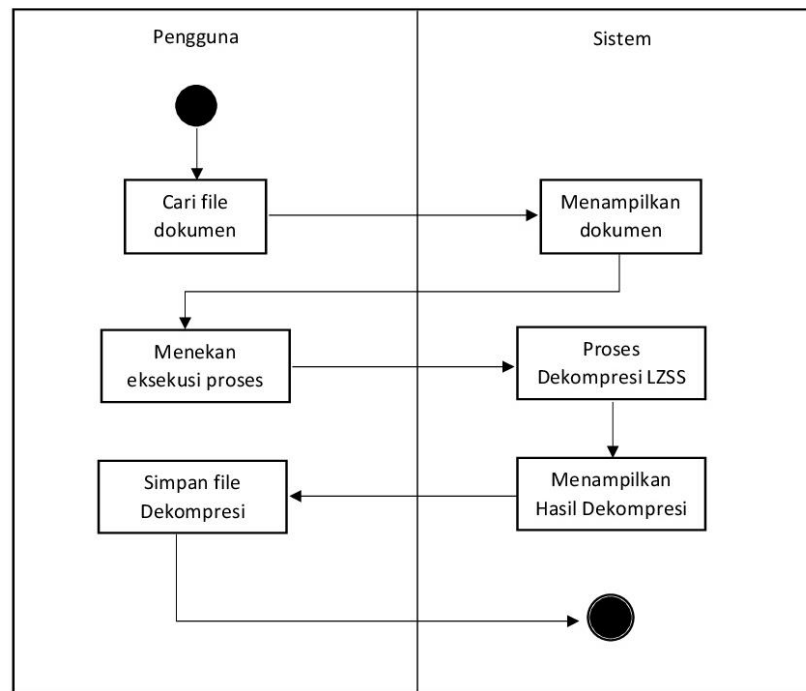 Pengguna
Sistem
Cari file
dokumen
Menampilkan
dokumen
Menekan
eksekusi proses
Proses
Dekompresi LZSS
Simpan file
Dekompresi
Menampilkan
Hasil Dekompresi